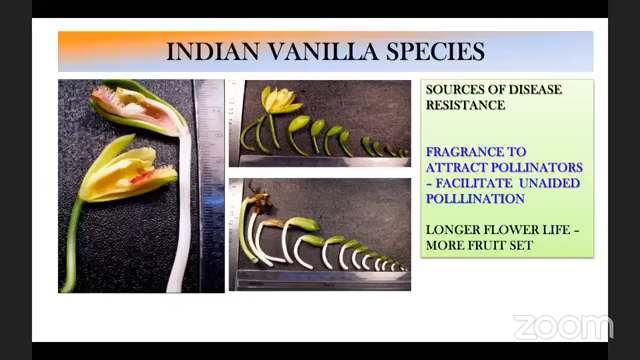 INDIAN VANILLA SPECIES
SOURCES OF DISEASE
RESISTANCE
FRAGRANCE TO
ATTRACT POLLINATORS
– FACILITATE UNAIDED
POLLLINATION
LONGER FLOWER LIFE –
MORE FRUIT SET
zoom